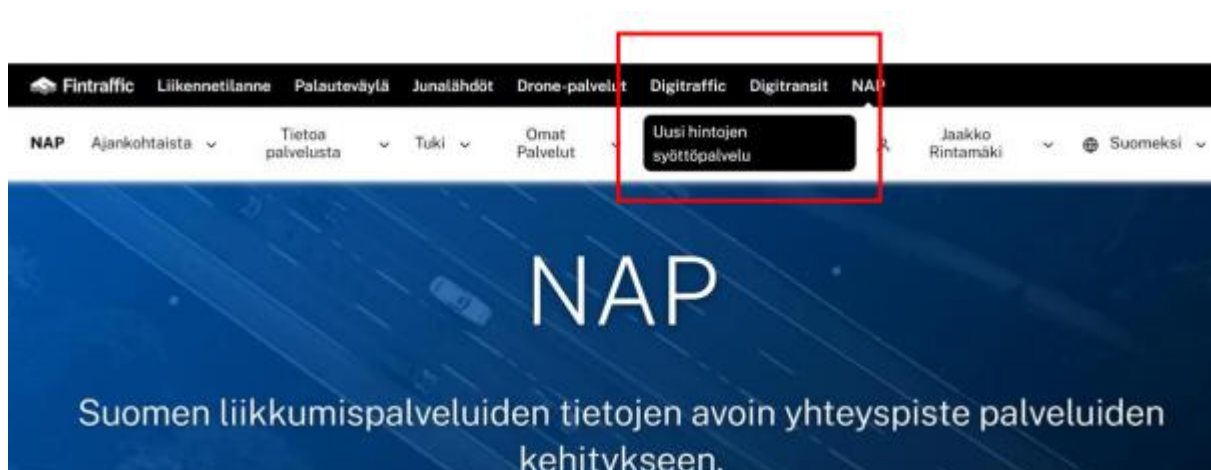 Fintraffic Liikennetilanne Palauteväylä Junalähdöt Drone-palvelut Digitraffic Digitransit NAP
NAP Ajankohtaista Tietoa palvelusta Tuki Omat Palvelut Uusi hintojen syöttöpalvelu Jaakko Rintamäki Suomeksi
NAP
Suomen liikkumispalveluiden tietojen avoin yhteyspiste palveluiden
kehitykseen.